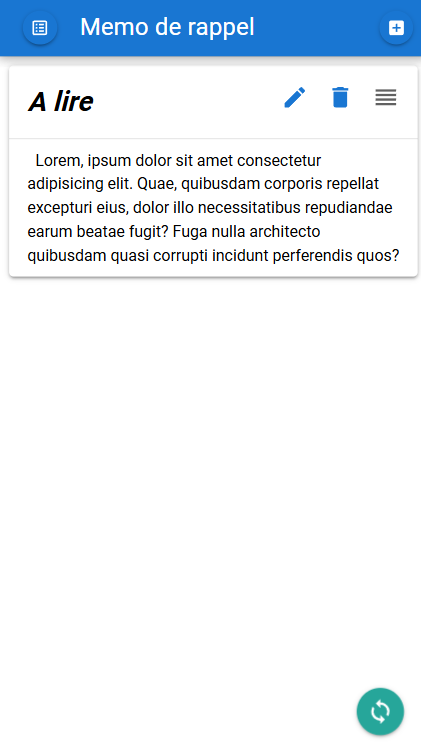 Memo de rappel
A lire
Lorem, ipsum dolor sit amet consectetur
adipisicing elit. Quae, quibusdam corporis repellat
excepturi eius, dolor illo necessitatibus repudiandae
earum beatae fugit? Fuga nulla architecto
quibusdam quasi corrupti incidunt perferendis quos?